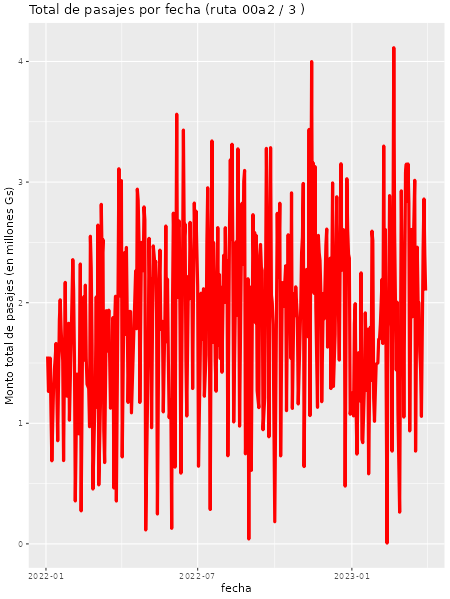 Total de pasajes por fecha (ruta 00a2 / 3 )
Monto total de pasajes (en millones Gs)
4
3
2
1
0
2022-01
2022-07
2023-01
fecha